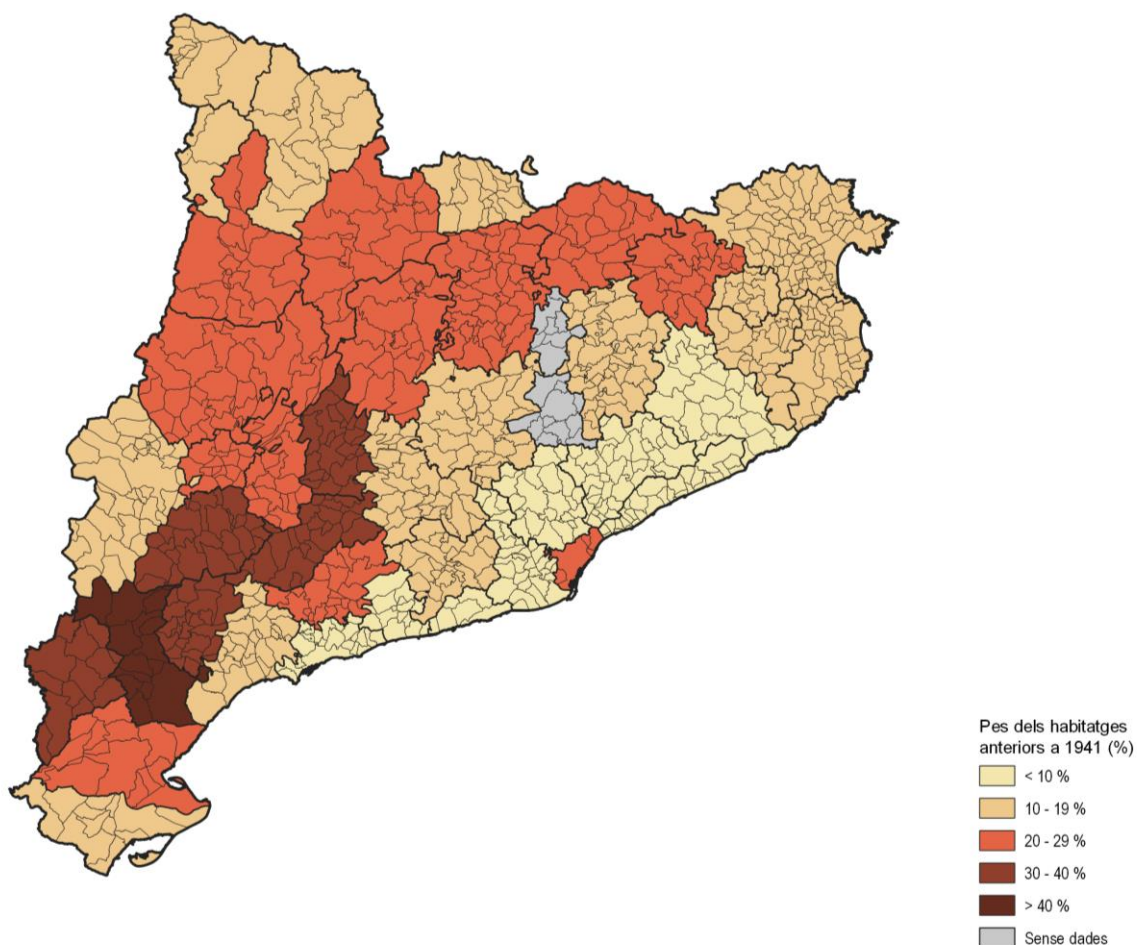 Pes dels habitatges
anteriors a 1941 (%)
< 10 %
10 - 19 %
20 - 29 %
30 - 40 %
> 40 %
Sense dades